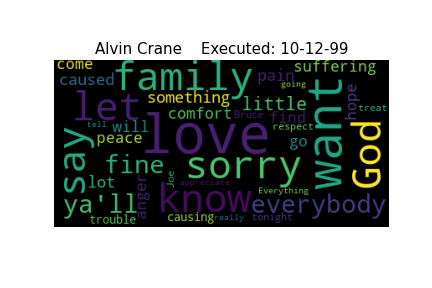 Alvin Crane    Executed: 10-12-99
come
suffering
caused
family
pain
going
want
something
let
little
hope
treat
comfort
Bruce
find
tell
will
love
respect
God
say
peace
go
fine
sorry
Joe
lot
anger
appreciate
know
Everything
ya'll
everybody
trouble
causing
really
tonight